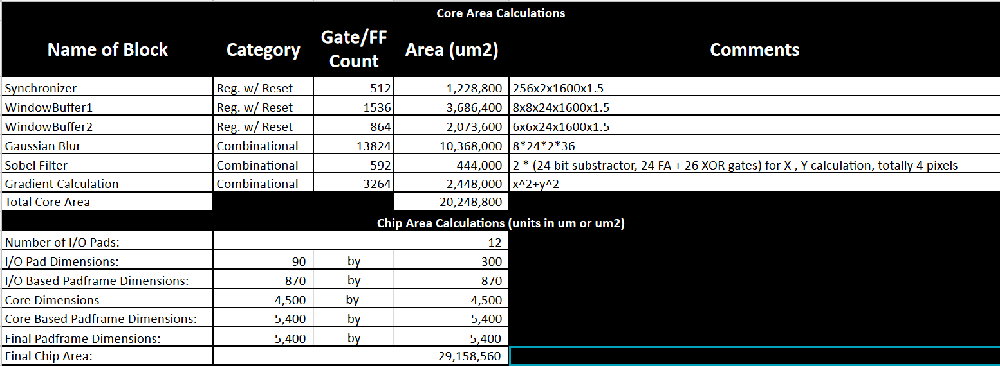 Core Area Calculations
Name of Block Category Gate/FF Count Area (um2) Comments
Synchronizer Reg. w/ Reset 512 1,228,800 256x2x1600x1.5
WindowBuffer1 Reg. w/ Reset 1536 3,686,400 8x8x24x1600x1.5
WindowBuffer2 Reg. w/ Reset 864 2,073,600 6x6x24x1600x1.5
Gaussian Blur Combinational 13824 10,368,000 8*24*2*36
Sobel Filter Combinational 592 444,000 2 * (24 bit substractor, 24 FA + 26 XOR gates) for X , Y calculation, totally 4 pixels
Gradient Calculation Combinational 3264 2,448,000 x^2+y^2
Total Core Area 20,248,800
Chip Area Calculations (units in um or um2)
Number of I/O Pads: 12
I/O Pad Dimensions: 90 by 300
I/O Based Padframe Dimensions: 870 by 870
Core Dimensions 4,500 by 4,500
Core Based Padframe Dimensions: 5,400 by 5,400
Final Padframe Dimensions: 5,400 by 5,400
Final Chip Area: 29,158,560